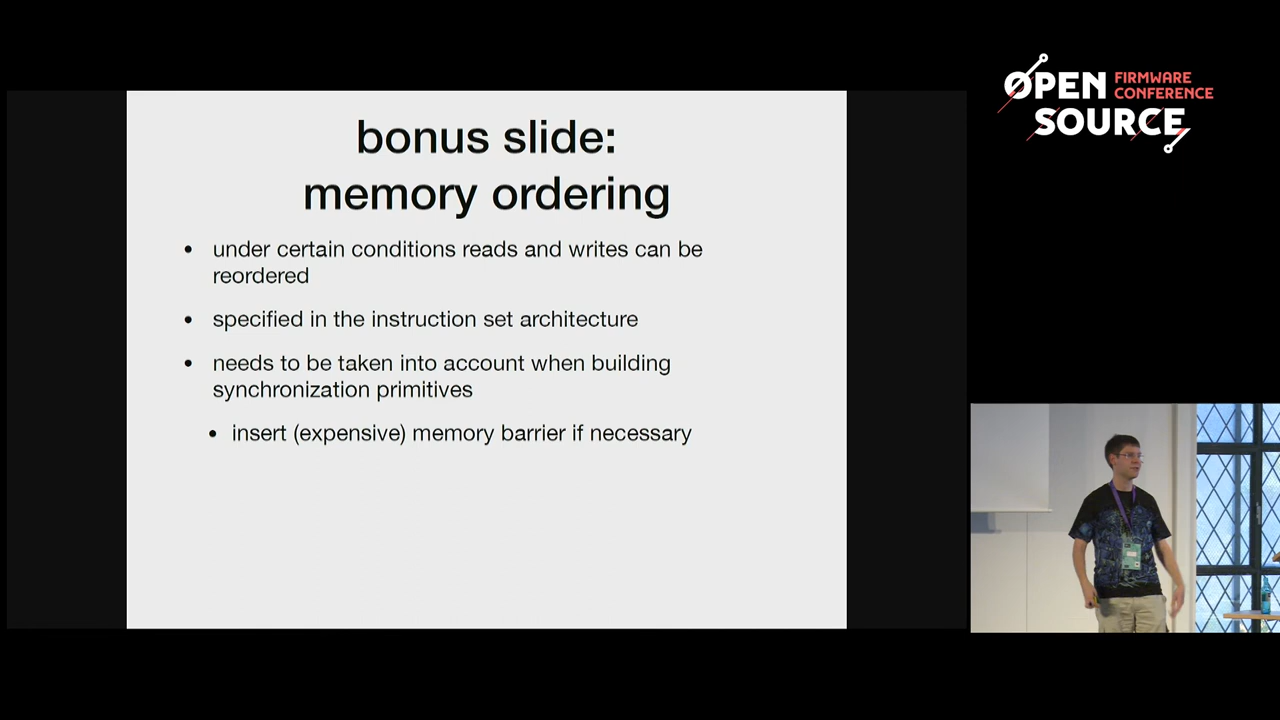 OPEN FIRMWARE
CONFERENCE
SOURCE
bonus slide:
memory ordering
• under certain conditions reads and writes can be
reordered
• specified in the instruction set architecture
• needs to be taken into account when building
synchronization primitives
• insert (expensive) memory barrier if necessary